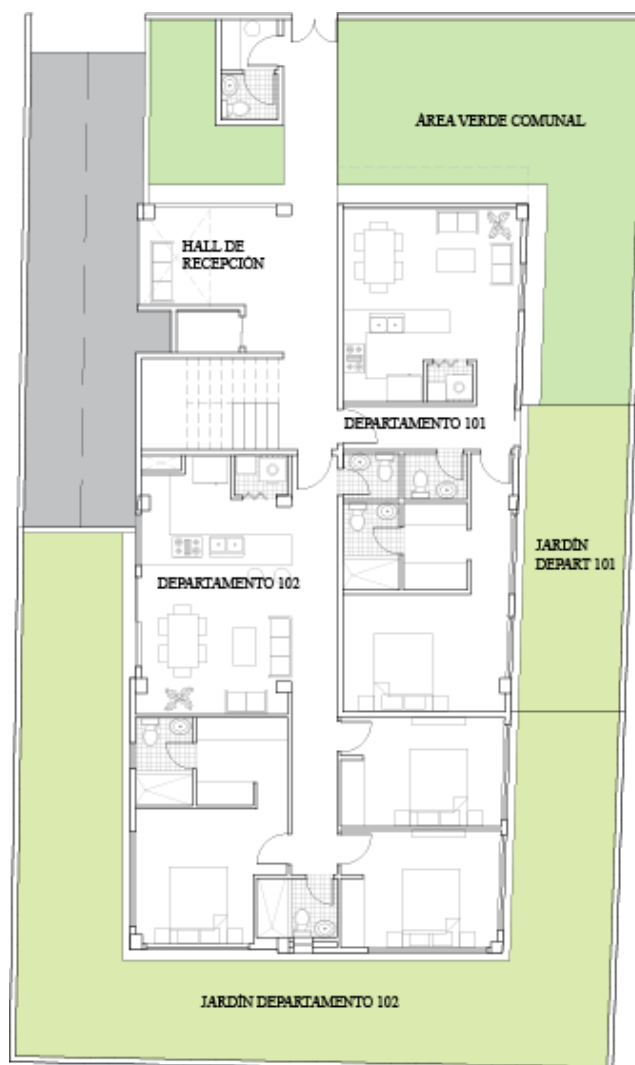 ÁREA VERDE COMUNAL
HALL DE
RECEPCIÓN
DEPARTAMENTO 101
JARDÍN
DEPART 101
DEPARTAMENTO 102
JARDÍN DEPARTAMENTO 102